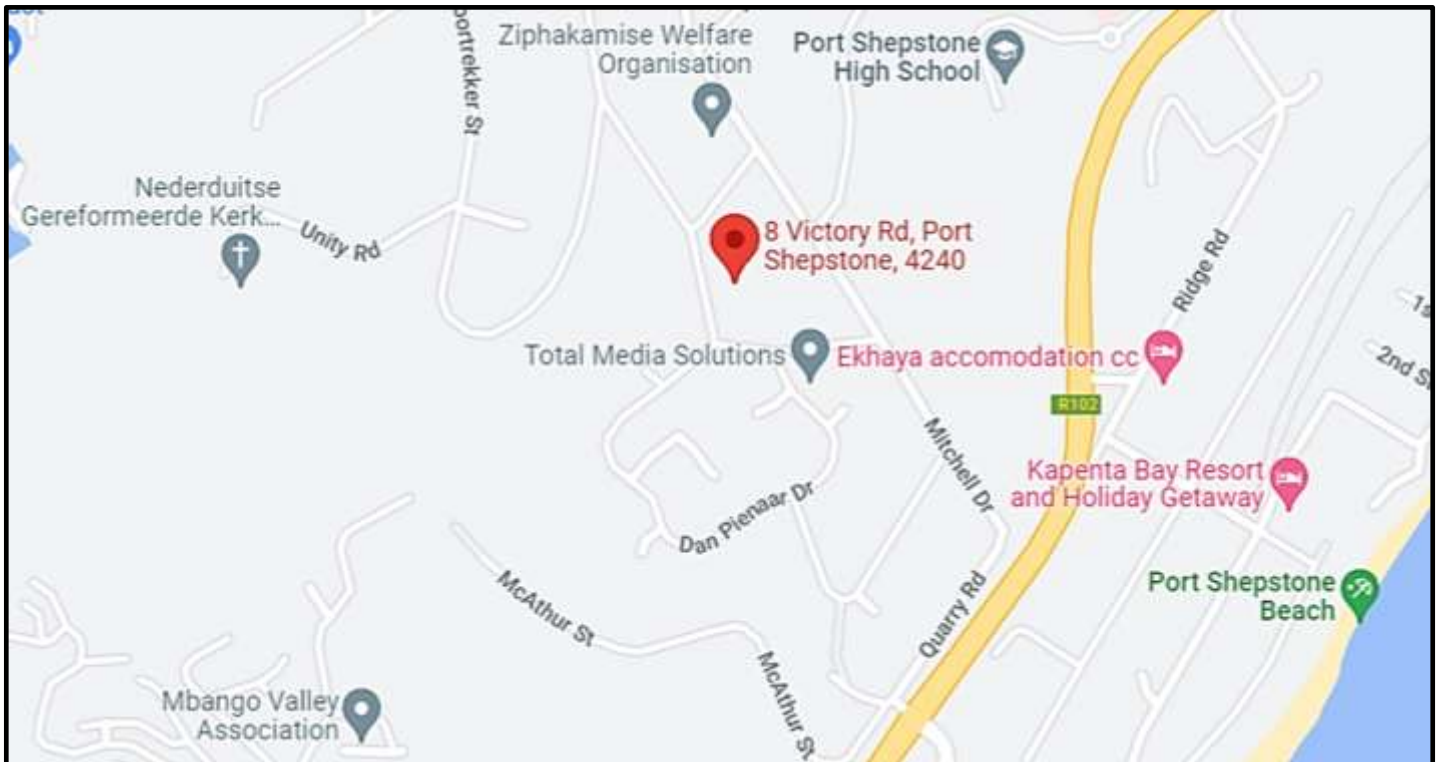 Ziphakamise Welfare
Organisation
Port Shepstone
High School
Nederduitse
Gereformeerde Kerk...
Unity Rd
8 Victory Rd, Port
Shepstone, 4240
Ridge Rd
Total Media Solutions
Ekhaya accomodation cc
2nd
R102
Mitchell Dr
Kapenta Bay Resort
and Holiday Getaway
Dan Pienaar Dr
Port Shepstone
Beach
McAthur St
Quarry Rd
McAthur St
Mbango Valley
Association